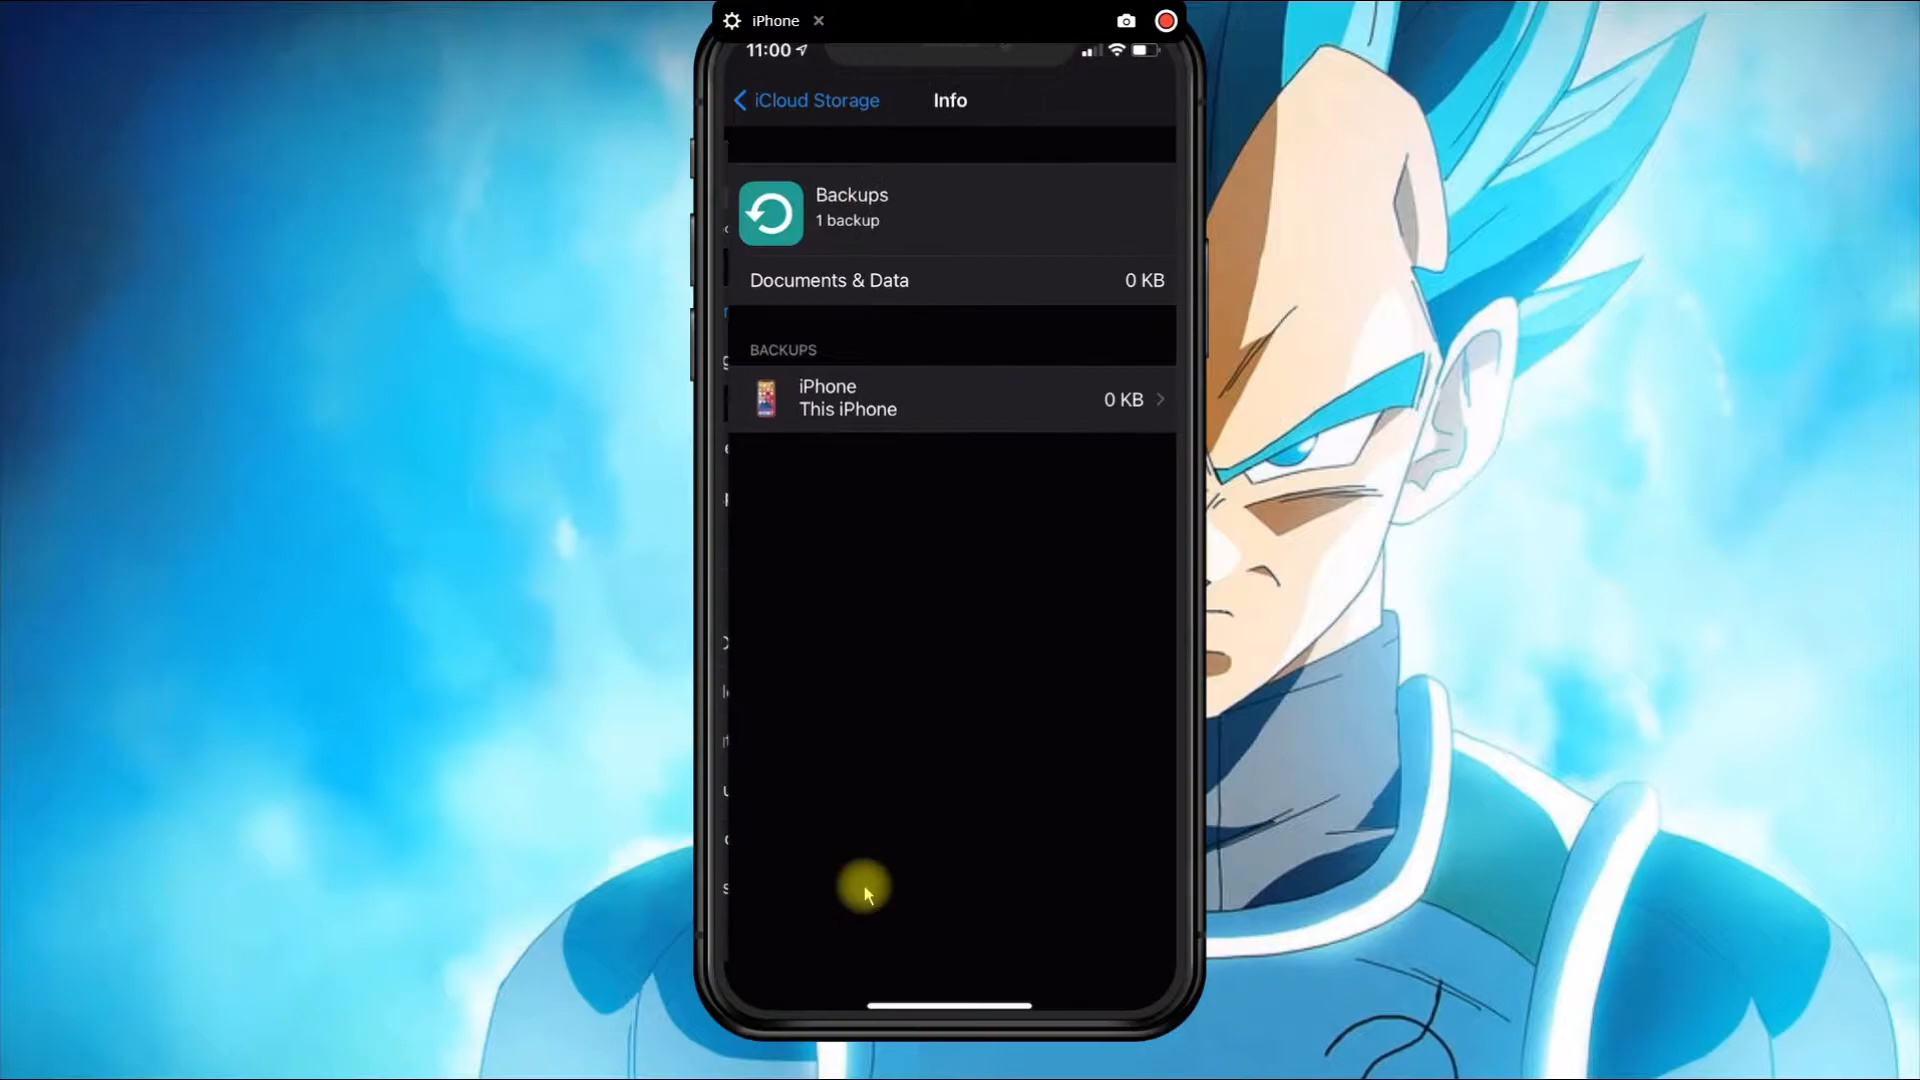 iPhone
11:00
iCloud Storage
Info
Backups
1 backup
Documents & Data
0 KB
BACKUPS
iPhone
This iPhone
0 KB